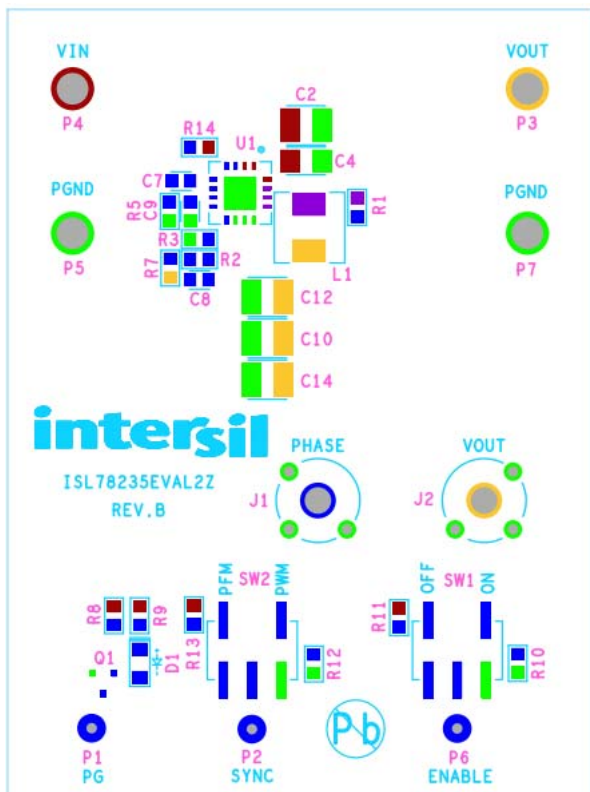 VIN
VOUT
P4
P3
C2
R14
U1
C4
C7
PGND
PGND
R5
C9
R1
R3
P5
R2
P7
R7
L1
C8
C12
C10
C14
intersil
PHASE
VOUT
ISL78235EVAL2Z
J1
J2
REV.B
PFM
SW2
PWM
OFF
SW1
ON
R8
R9
R13
R11
Q1
D1
R12
R10
Pb
P1
P2
P6
PG
SYNC
ENABLE